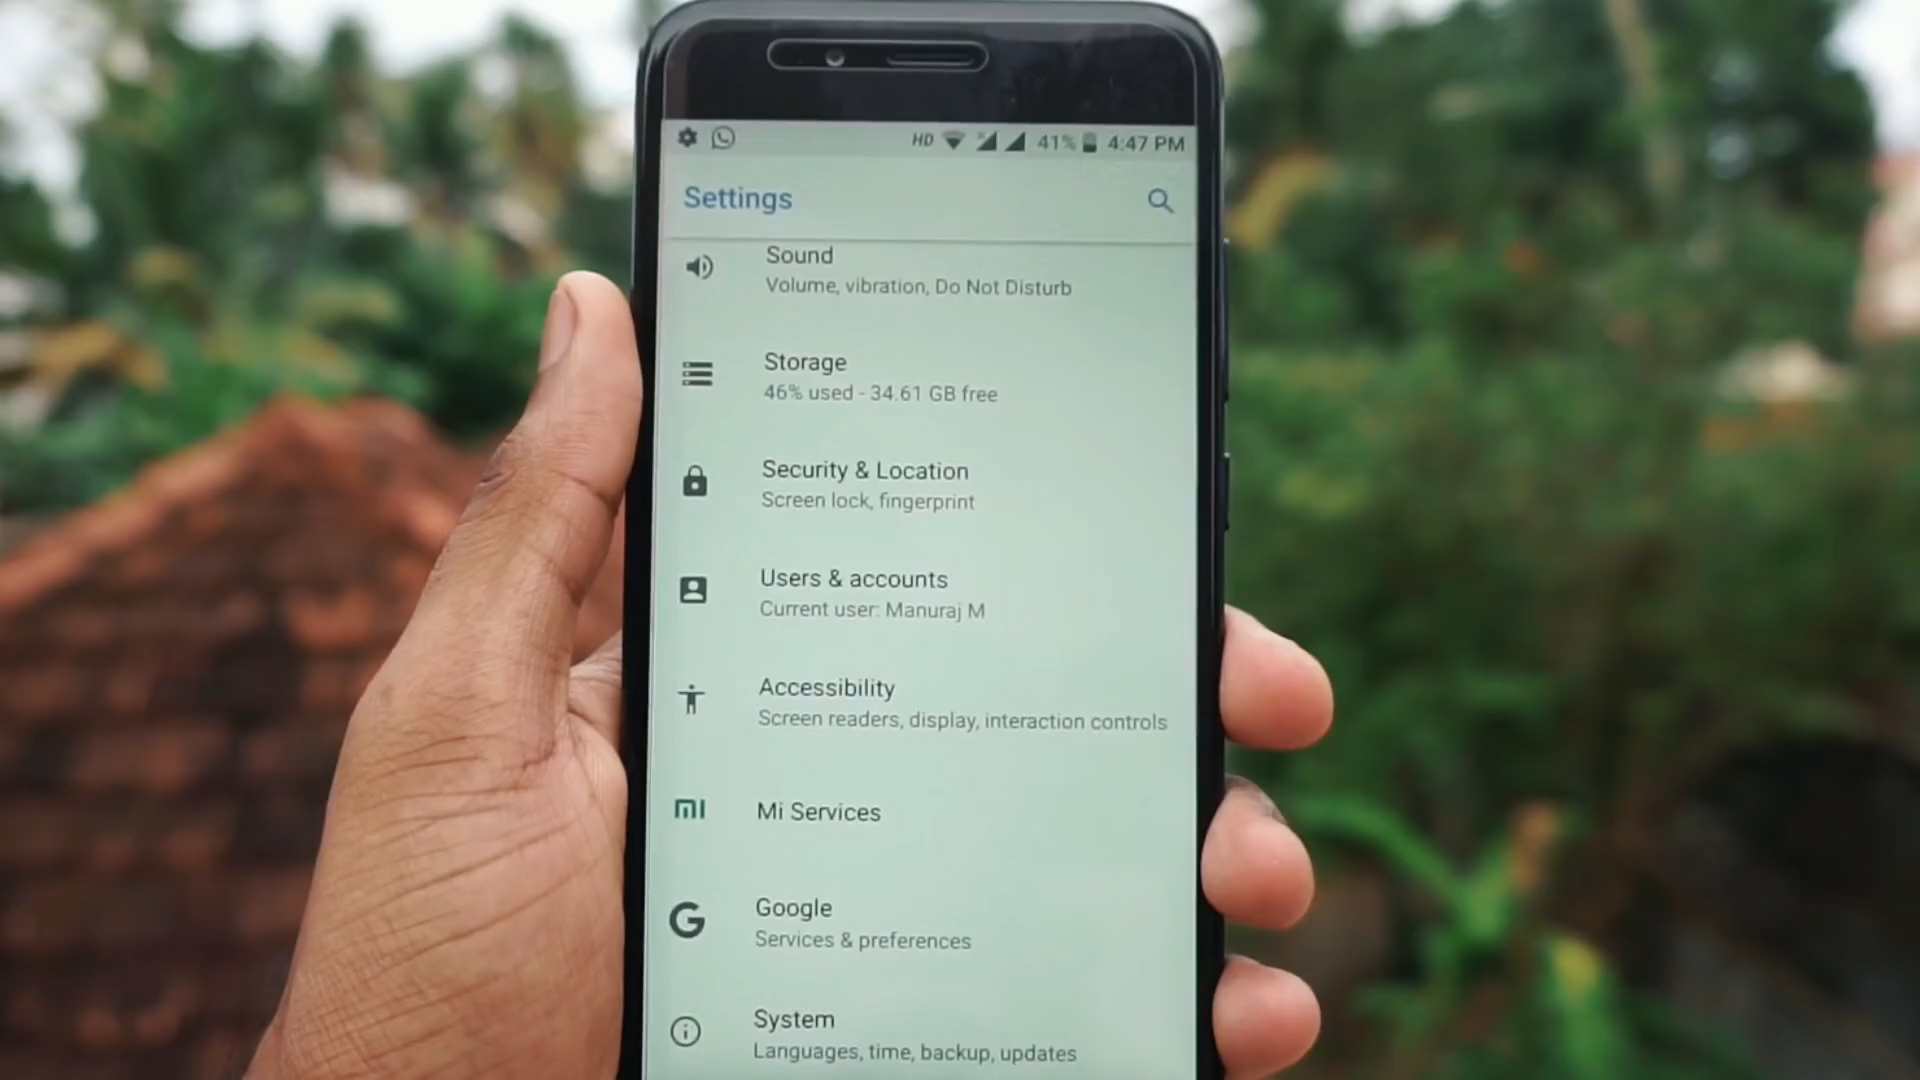 HD 41% 4:47 PM
Settings
Sound
Volume, vibration, Do Not Disturb
Storage
46% used - 34.61 GB free
Security & Location
Screen lock, fingerprint
Users & accounts
Current user: Manuraj M
Accessibility
Screen readers, display, interaction controls
MI Mi Services
G Google
Services & preferences
System
Languages, time, backup, updates